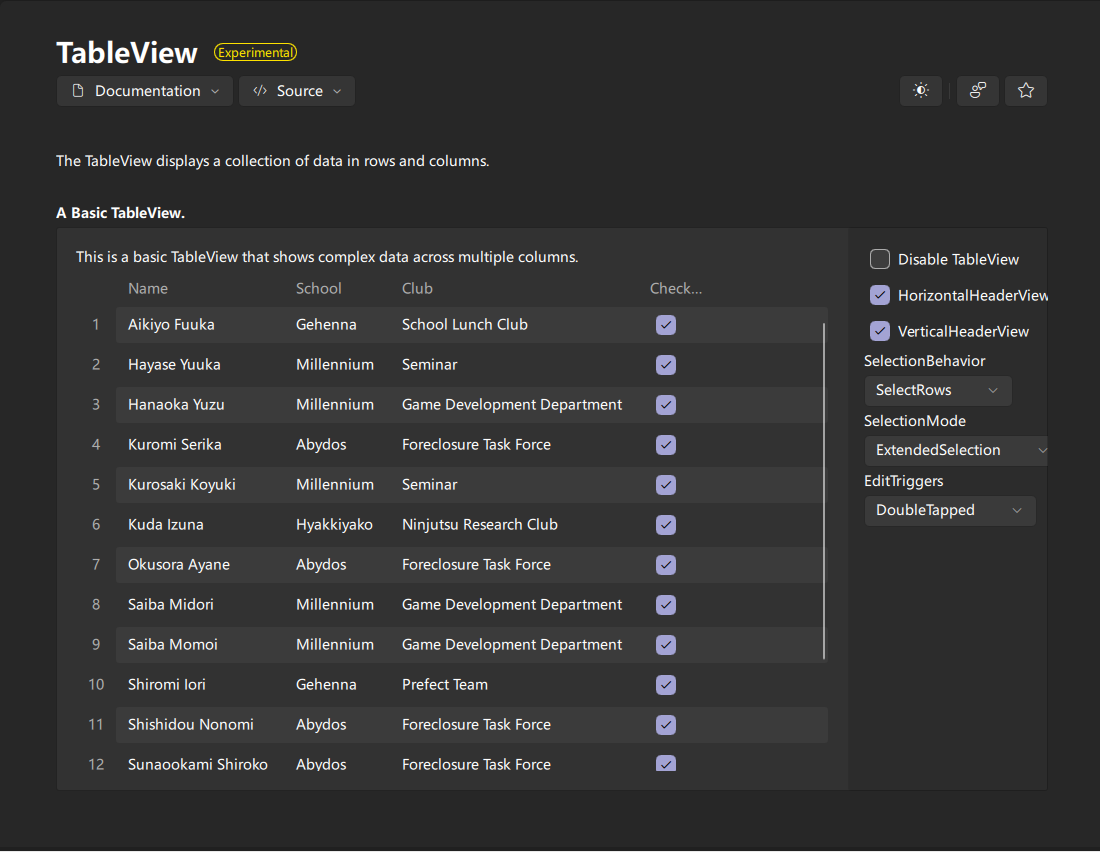 TableView Experimental
Documentation Source
The TableView displays a collection of data in rows and columns.
A Basic TableView.
This is a basic TableView that shows complex data across multiple columns.
Name School Club Check...
1 Aikiyo Fuuka Gehenna School Lunch Club
2 Hayase Yuuka Millennium Seminar
3 Hanaoka Yuzu Millennium Game Development Department
4 Kuromi Serika Abydos Foreclosure Task Force
5 Kurosaki Koyuki Millennium Seminar
6 Kuda Izuna Hyakkiyako Ninjutsu Research Club
7 Okusora Ayane Abydos Foreclosure Task Force
8 Saiba Midori Millennium Game Development Department
9 Saiba Momoi Millennium Game Development Department
10 Shiromi Iori Gehenna Prefect Team
11 Shishidou Nonomi Abydos Foreclosure Task Force
12 Sunaookami Shiroko Abydos Foreclosure Task Force
Disable TableView
HorizontalHeaderView
VerticalHeaderView
SelectionBehavior
SelectRows
SelectionMode
ExtendedSelection
EditTriggers
DoubleTapped